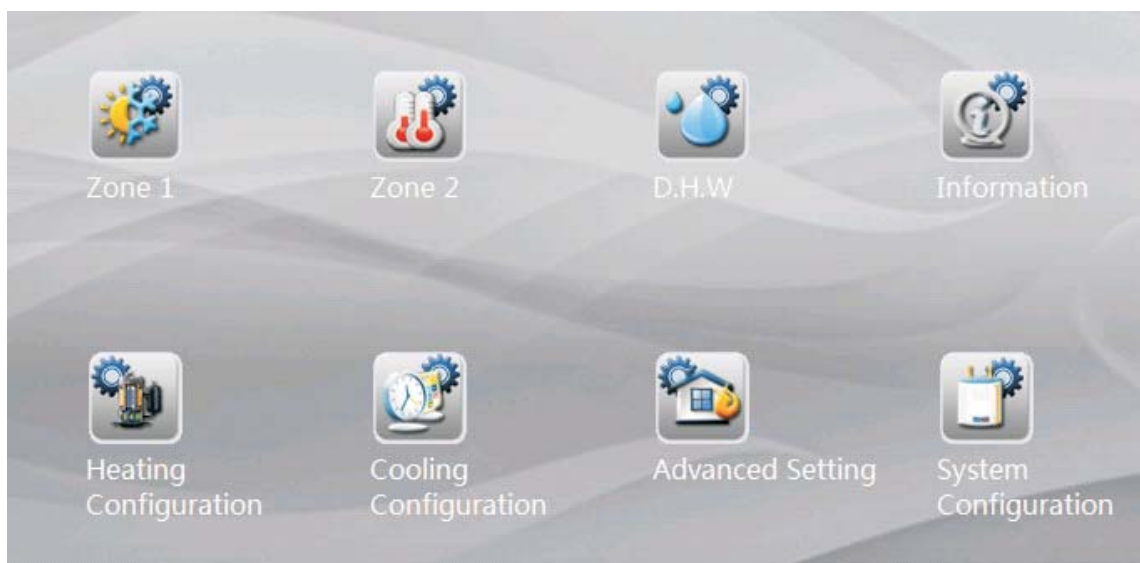 Zone 1
Zone 2
D.H.W
Information
Heating
Configuration
Cooling
Configuration
Advanced Setting
System
Configuration